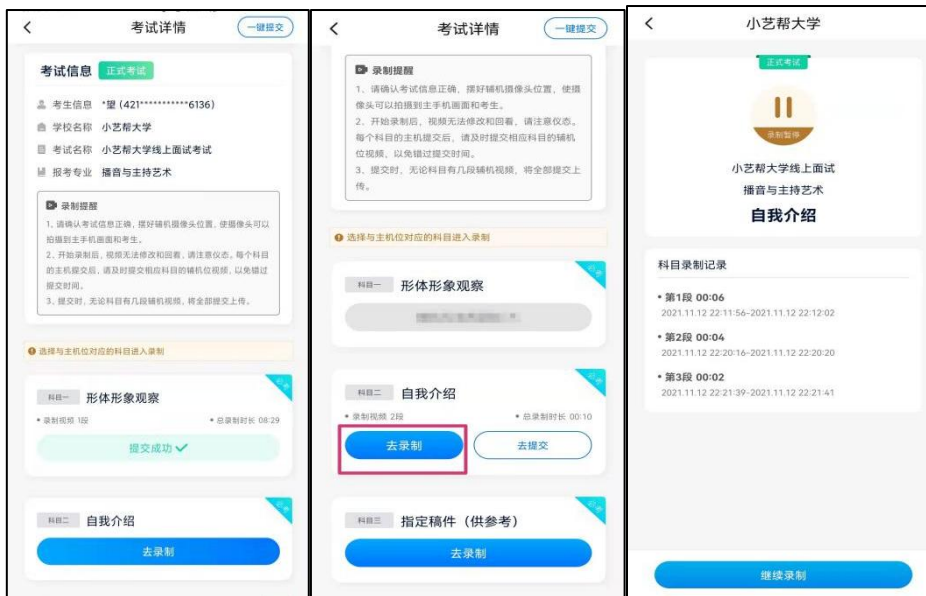 考试详情
一键提交
考试信息 正式考试
考生信息 *望 (421***********6136)
学校名称 小艺帮大学
考试名称 小艺帮大学线上面试考试
报考专业 播音与主持艺术
录制提醒
1、请确认考试信息正确，摆好辅机摄像头位置，使摄像头可以
拍摄到主手机画面和考生。
2、开始录制后，视频无法修改和回看，请注意仪态。每个科目
的主机提交后，请及时提交相应科目的辅机位视频，以免错过
提交时间。
3、提交时，无论科目有几段辅机视频，将全部提交上传。
选择与主机位对应的科目进入录制
科目一 形体形象观察
必考
• 录制视频 1段 • 总录制时长 08:29
提交成功
科目二 自我介绍
必考
去录制
考试详情
一键提交
录制提醒
1、请确认考试信息正确，摆好辅机摄像头位置，使摄
像头可以拍摄到主手机画面和考生。
2、开始录制后，视频无法修改和回看，请注意仪态。
每个科目的主机提交后，请及时提交相应科目的辅机
位视频，以免错过提交时间。
3、提交时，无论科目有几段辅机视频，将全部提交上
传。
选择与主机位对应的科目进入录制
科目一 形体形象观察
必考
科目二 自我介绍
必考
• 录制视频 2段 • 总录制时长 00:10
去录制 去提交
科目三 指定稿件（供参考）
必考
去录制
小艺帮大学
正式考试
录制暂停
小艺帮大学线上面试
播音与主持艺术
自我介绍
科目录制记录
• 第1段 00:06
2021.11.12 22:11:56-2021.11.12 22:12:02
• 第2段 00:04
2021.11.12 22:20:16-2021.11.12 22:20:20
• 第3段 00:02
2021.11.12 22:21:39-2021.11.12 22:21:41
继续录制